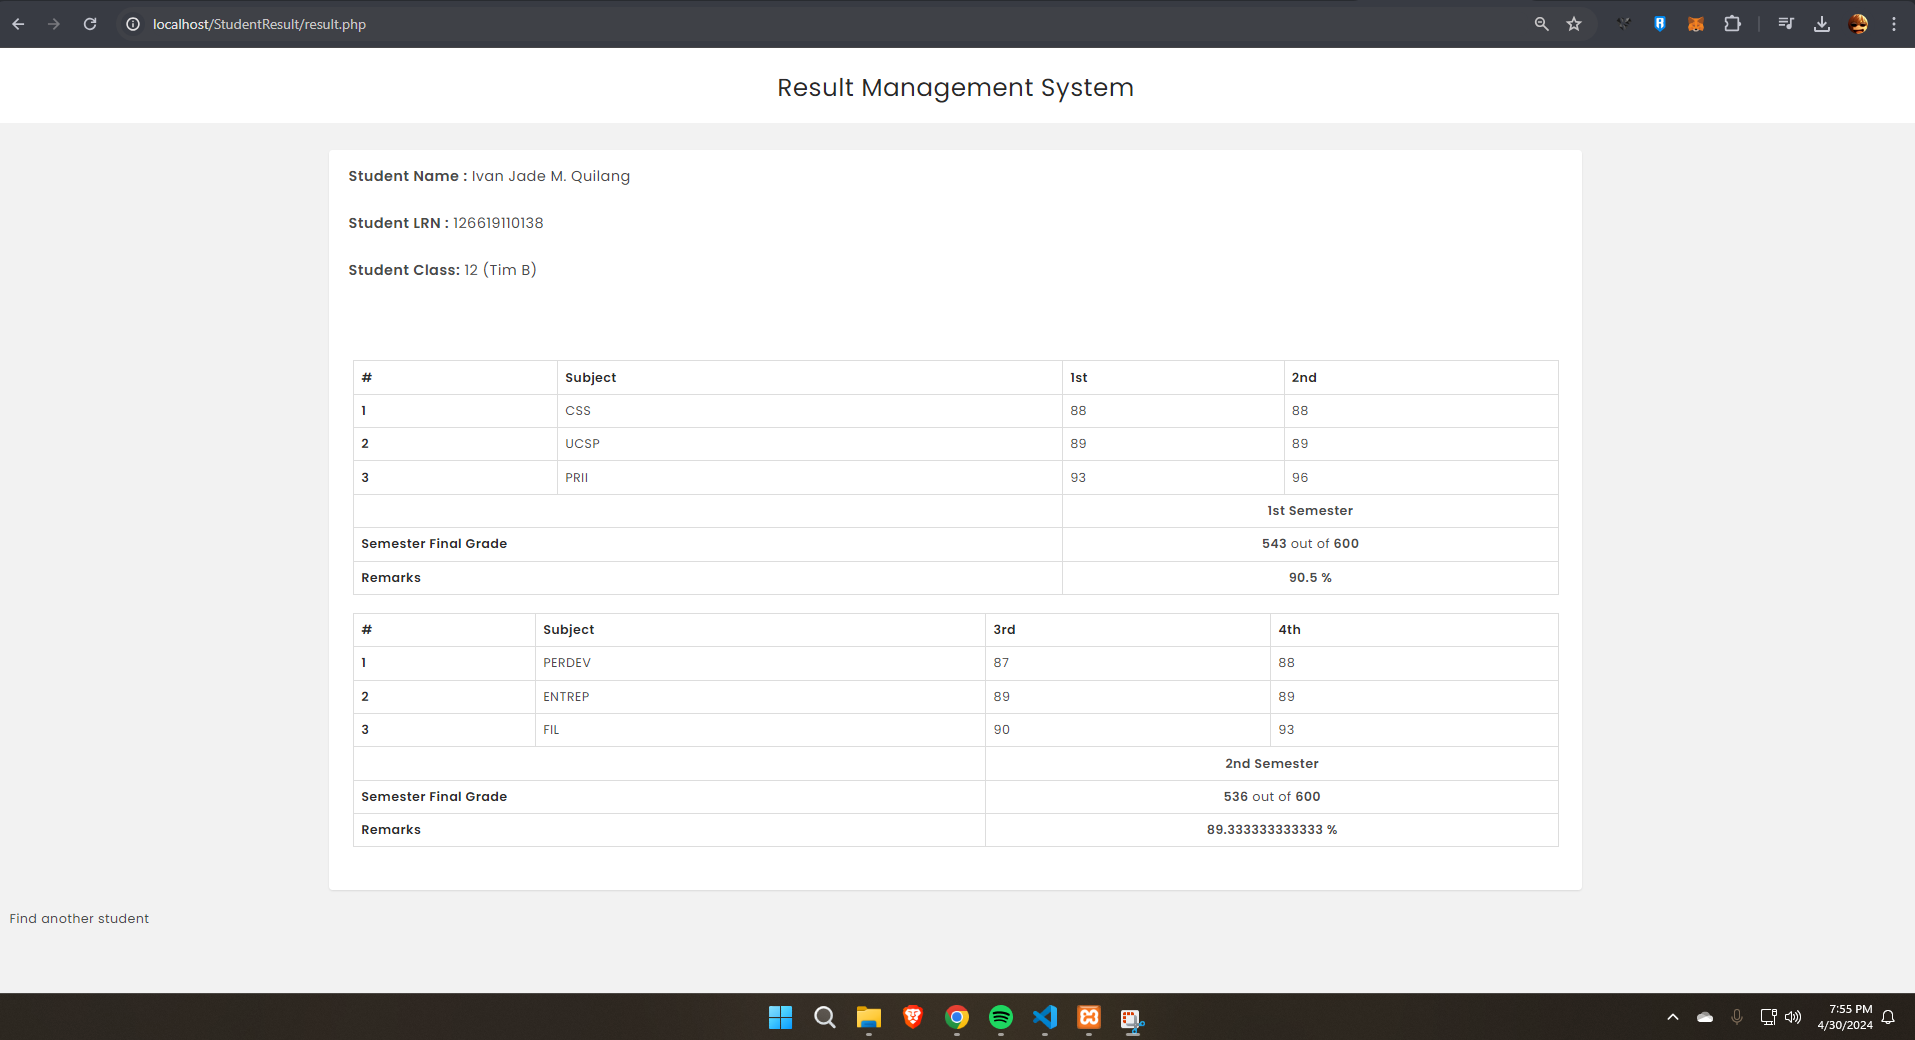 localhost/StudentResult/result.php
Result Management System
Student Name : Ivan Jade M. Quilang
Student LRN : 126619110138
Student Class: 12 (Tim B)
# Subject 1st 2nd
1 CSS 88 88
2 UCSP 89 89
3 PRII 93 96
1st Semester
Semester Final Grade 543 out of 600
Remarks 90.5 %
# Subject 3rd 4th
1 PERDEV 87 88
2 ENTREP 89 89
3 FIL 90 93
2nd Semester
Semester Final Grade 536 out of 600
Remarks 89.333333333333 %
Find another student
7:55 PM
4/30/2024